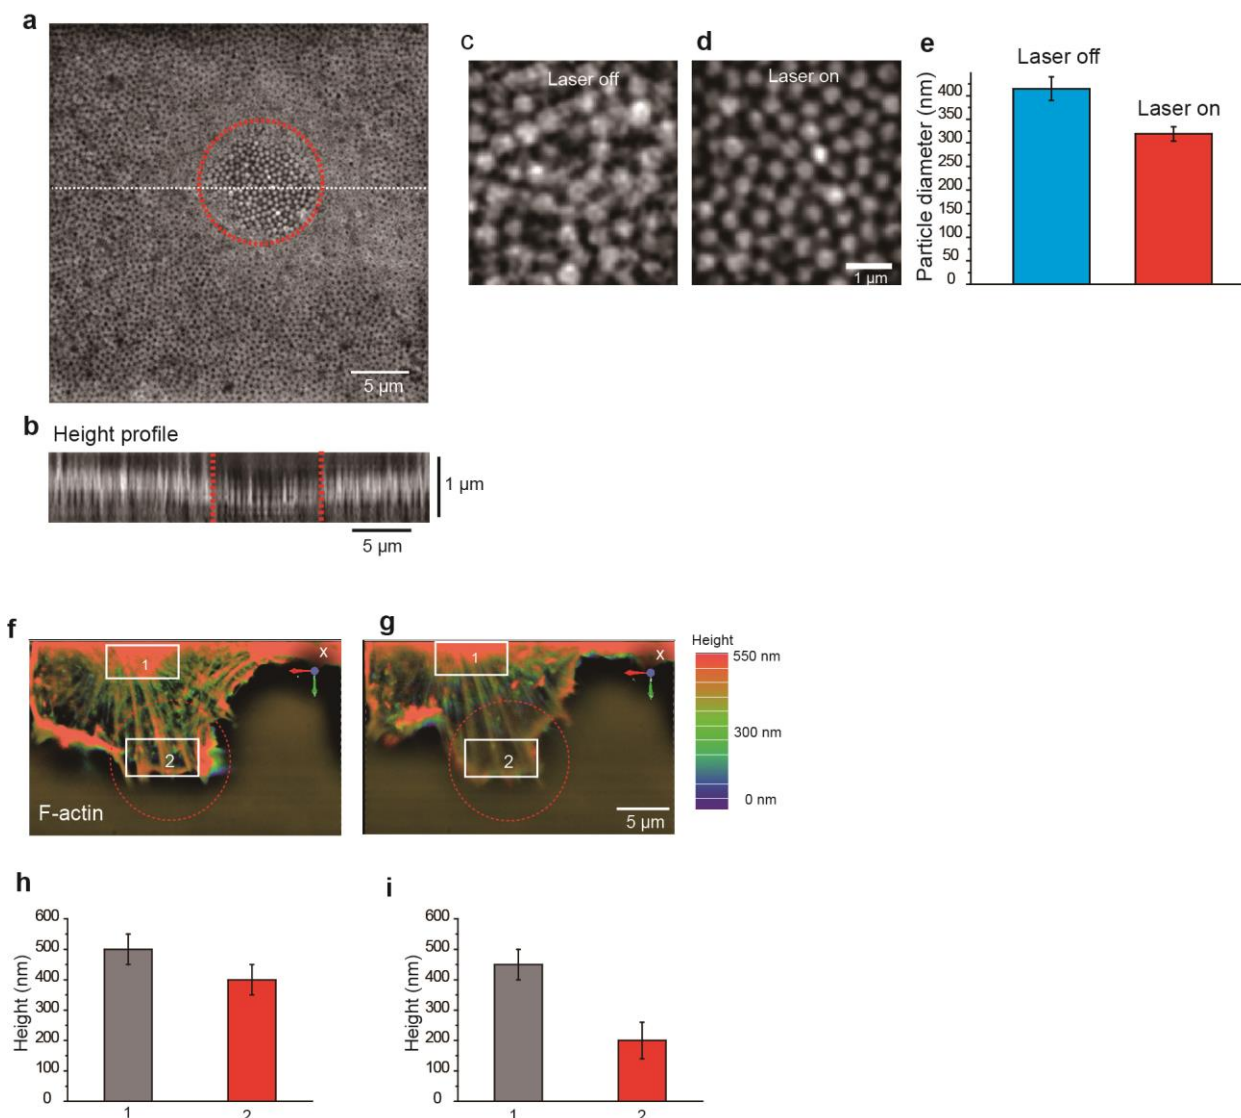 a
5 µm
b
Height profile
1 µm
5 µm
c
Laser off
d
Laser on
1 µm
e
Laser off
Laser on
Particle diameter (nm)
400
350
300
250
200
150
100
50
0
f
1
2
x
F-actin
g
1
2
x
5 µm
Height
550 nm
300 nm
0 nm
h
Height (nm)
600
500
400
300
200
100
0
1
2
i
Height (nm)
600
500
400
300
200
100
0
1
2